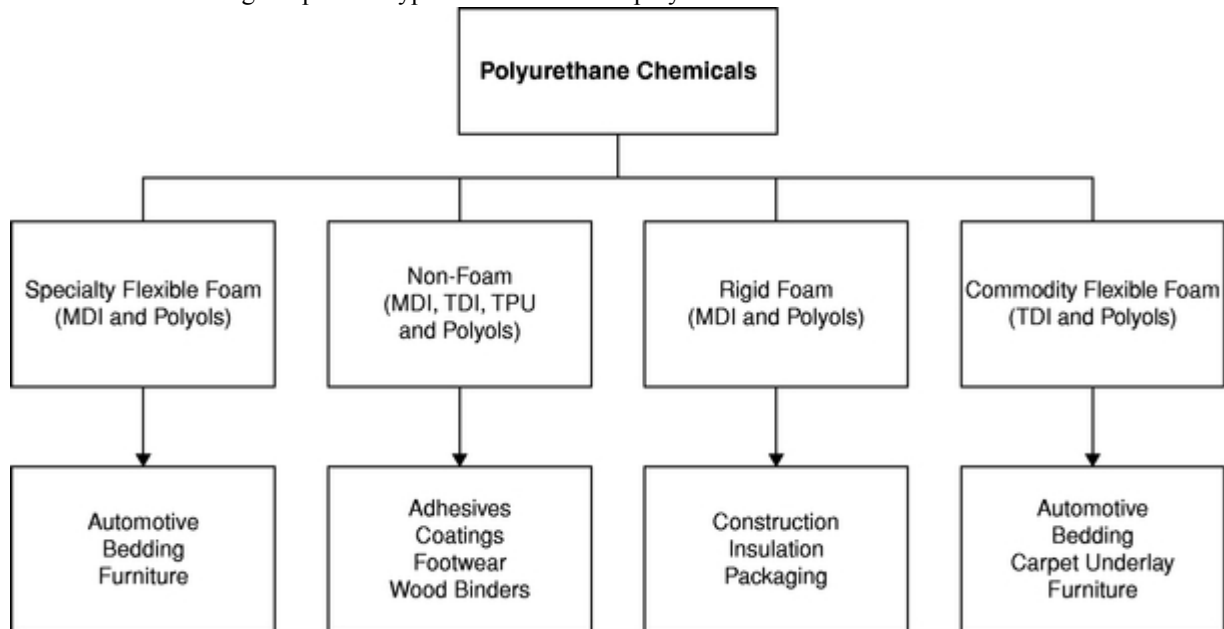 Polyurethane Chemicals
Specialty Flexible Foam
(MDI and Polyols)
Non-Foam
(MDI, TDI, TPU
and Polyols)
Rigid Foam
(MDI and Polyols)
Commodity Flexible Foam
(TDI and Polyols)
Automotive
Bedding
Furniture
Adhesives
Coatings
Footwear
Wood Binders
Construction
Insulation
Packaging
Automotive
Bedding
Carpet Underlay
Furniture